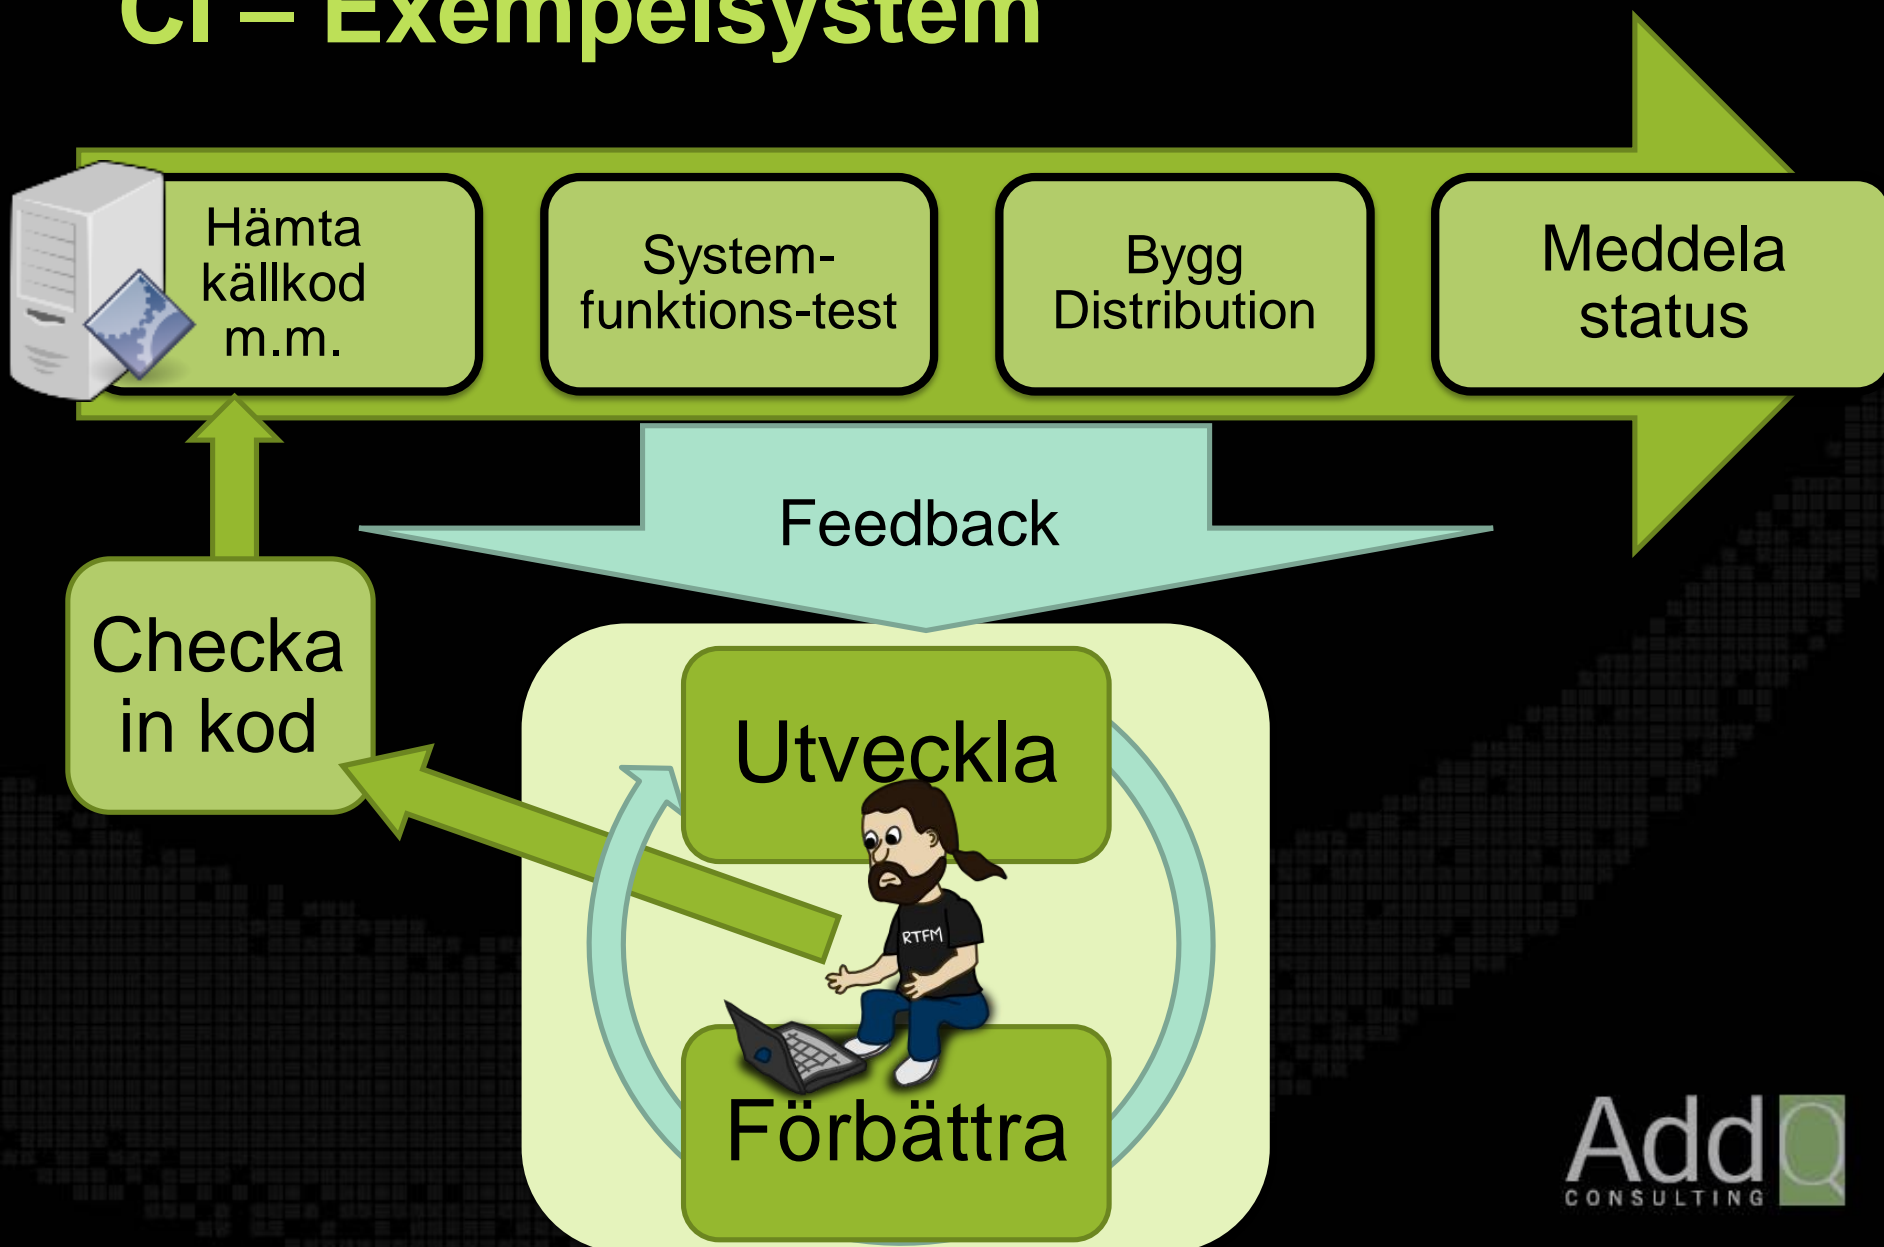 CI – Exempelsystem
Hämta
källkod
m.m.
System-
funktions-test
Bygg
Distribution
Meddela
status
Feedback
Checka
in kod
Utveckla
RTFM
Förbättra
AddQ
CONSULTING